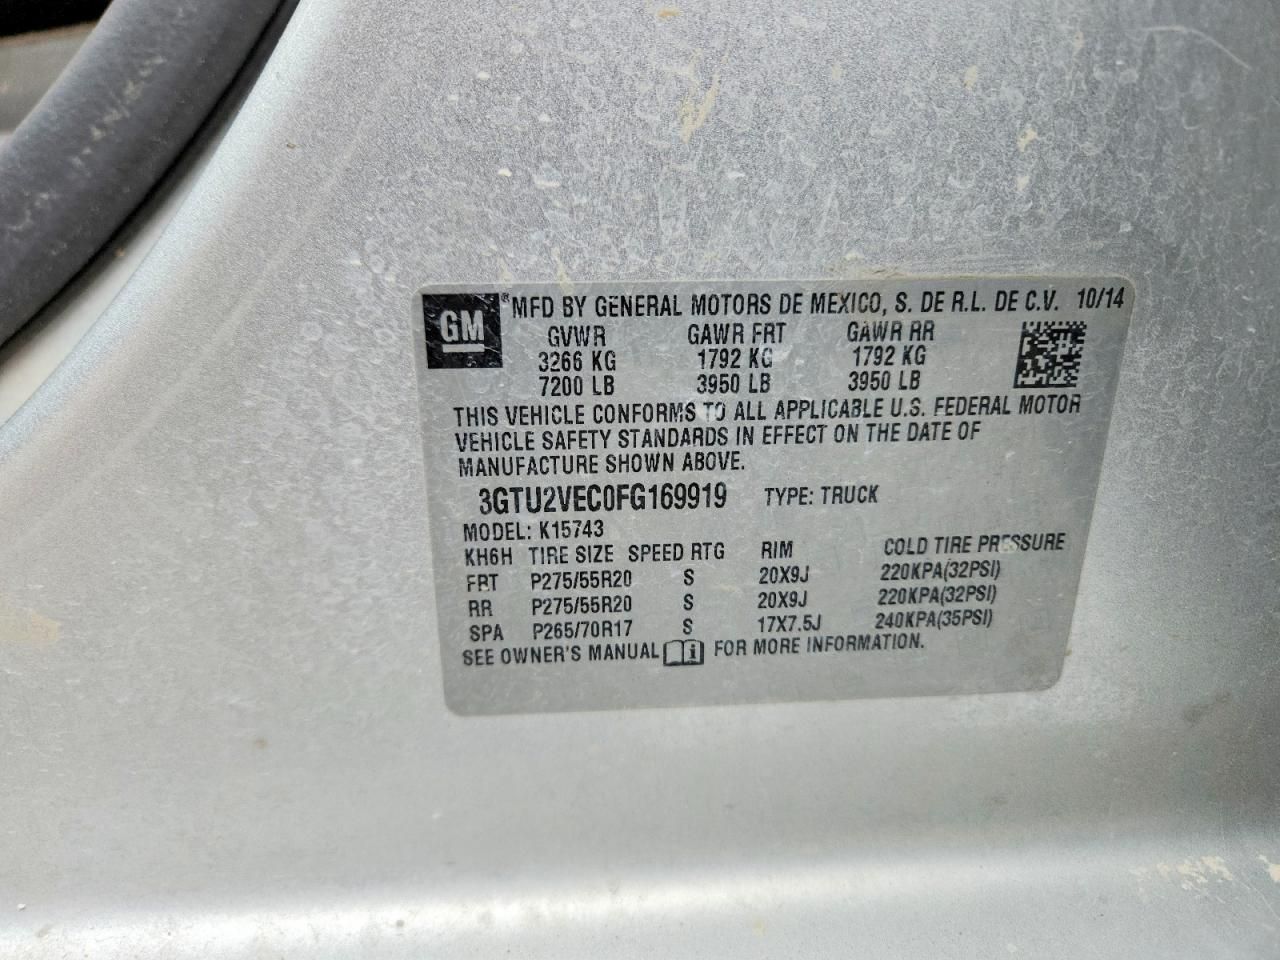 GM ® MFD BY GENERAL MOTORS DE MEXICO, S. DE R.L. DE C.V. 10/14
GVWR GAWR FRT GAWR RR
3266 KG 1792 KG 1792 KG
7200 LB 3950 LB 3950 LB
THIS VEHICLE CONFORMS TO ALL APPLICABLE U.S. FEDERAL MOTOR
VEHICLE SAFETY STANDARDS IN EFFECT ON THE DATE OF
MANUFACTURE SHOWN ABOVE.
3GTU2VEC0FG169919 TYPE: TRUCK
MODEL: K15743
KH6H TIRE SIZE SPEED RTG RIM COLD TIRE PRESSURE
FRT P275/55R20 S 20X9J 220KPA(32PSI)
RR P275/55R20 S 20X9J 220KPA(32PSI)
SPA P265/70R17 S 17X7.5J 240KPA(35PSI)
SEE OWNER'S MANUAL i FOR MORE INFORMATION.